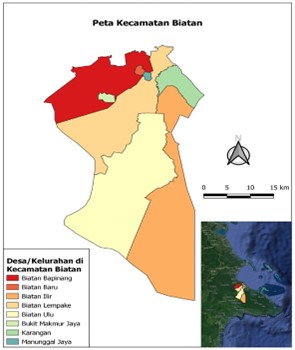 Peta Kecamatan Biatan
N
0 5 10 15 km
Desa/Kelurahan di
Kecamatan Biatan
Biatan Bapinang
Biatan Baru
Biatan Ilir
Biatan Lempake
Biatan Ulu
Bukit Makmur Jaya
Karangan
Manunggal Jaya